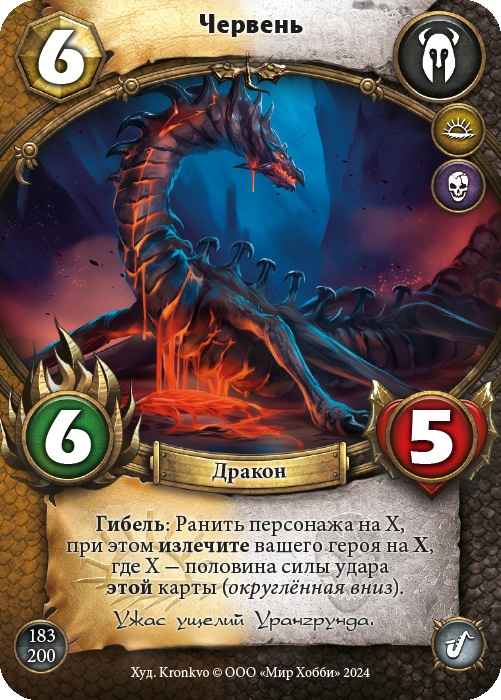 Червень
6
6
5
Дракон
Гибель: Ранить персонажа на X,
при этом излечите вашего героя на X,
где X — половина силы удара
этой карты (округлённая вниз).
Ужас ущелий Урангрунда.
183
200
Худ. Kronkvo © ООО «Мир Хобби» 2024